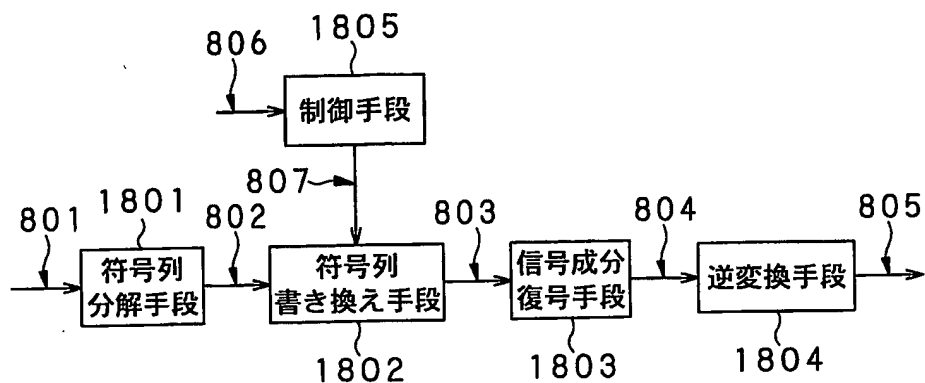 1805
806
制御手段
807
1801
801
802
803
804
805
符号列
分解手段
符号列
書き換え手段
信号成分
復号手段
逆変換手段
1802
1803
1804